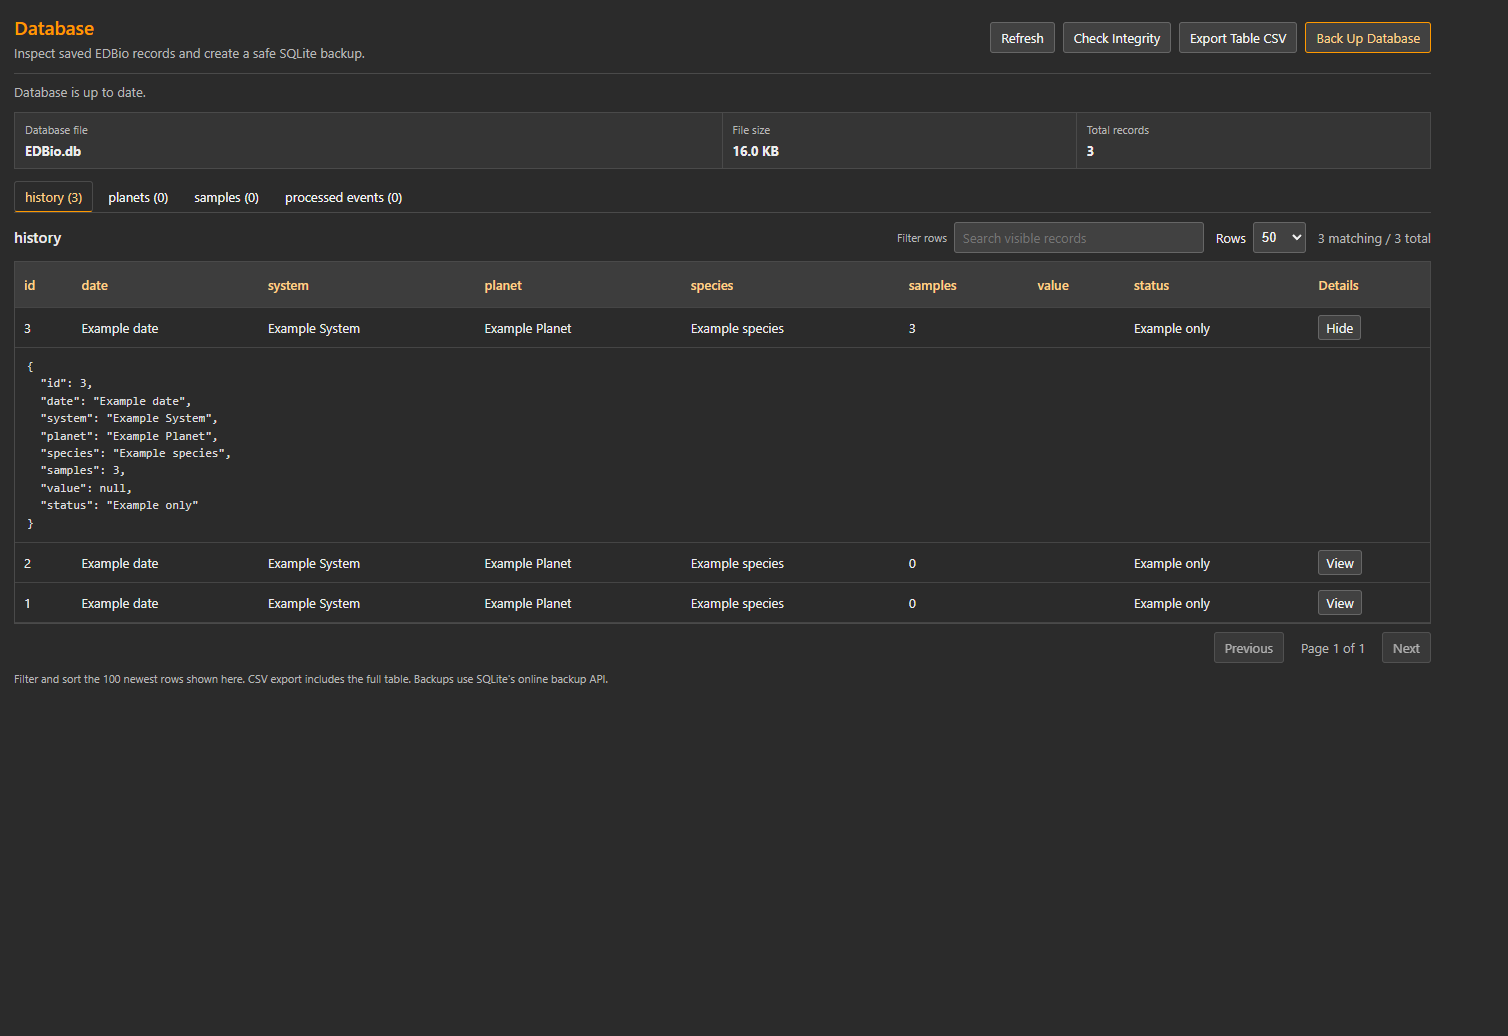 Database
Inspect saved EDBio records and create a safe SQLite backup.
Refresh
Check Integrity
Export Table CSV
Back Up Database
Database is up to date.
Database file
EDBio.db
File size
16.0 KB
Total records
3
history (3)
planets (0)
samples (0)
processed events (0)
history
Filter rows
Search visible records
Rows
50
3 matching / 3 total
id date system planet species samples value status Details
3 Example date Example System Example Planet Example species 3 Example only Hide
{
"id": 3,
"date": "Example date",
"system": "Example System",
"planet": "Example Planet",
"species": "Example species",
"samples": 3,
"value": null,
"status": "Example only"
}
2 Example date Example System Example Planet Example species 0 Example only View
1 Example date Example System Example Planet Example species 0 Example only View
Previous
Page 1 of 1
Next
Filter and sort the 100 newest rows shown here. CSV export includes the full table. Backups use SQLite's online backup API.